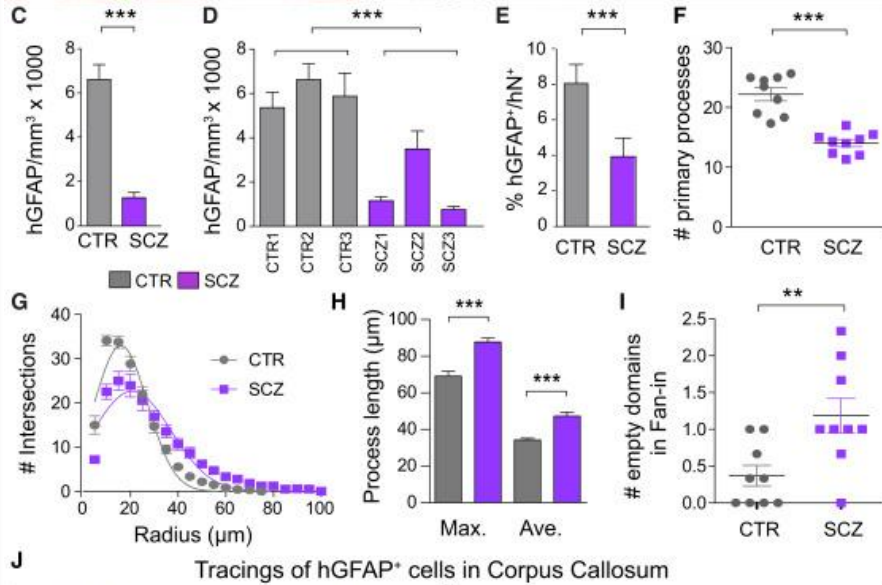 C
***
hGFAP/mm³ x 1000
8
6
4
2
0
CTR SCZ
D
***
hGFAP/mm³ x 1000
8
6
4
2
0
CTR1
CTR2
CTR3
SCZ1
SCZ2
SCZ3
CTR SCZ
E
***
% hGFAP⁺/hN⁺
10
8
6
4
2
0
CTR SCZ
F
***
# primary processes
30
20
10
0
CTR SCZ
G
# Intersections
40
30
20
10
0
0 20 40 60 80 100
Radius (µm)
CTR
SCZ
H
***
***
Process length (µm)
100
80
60
40
20
0
Max. Ave.
I
**
# empty domains
in Fan-in
2.5
2.0
1.5
1.0
0.5
0.0
CTR SCZ
J
Tracings of hGFAP⁺ cells in Corpus Callosum